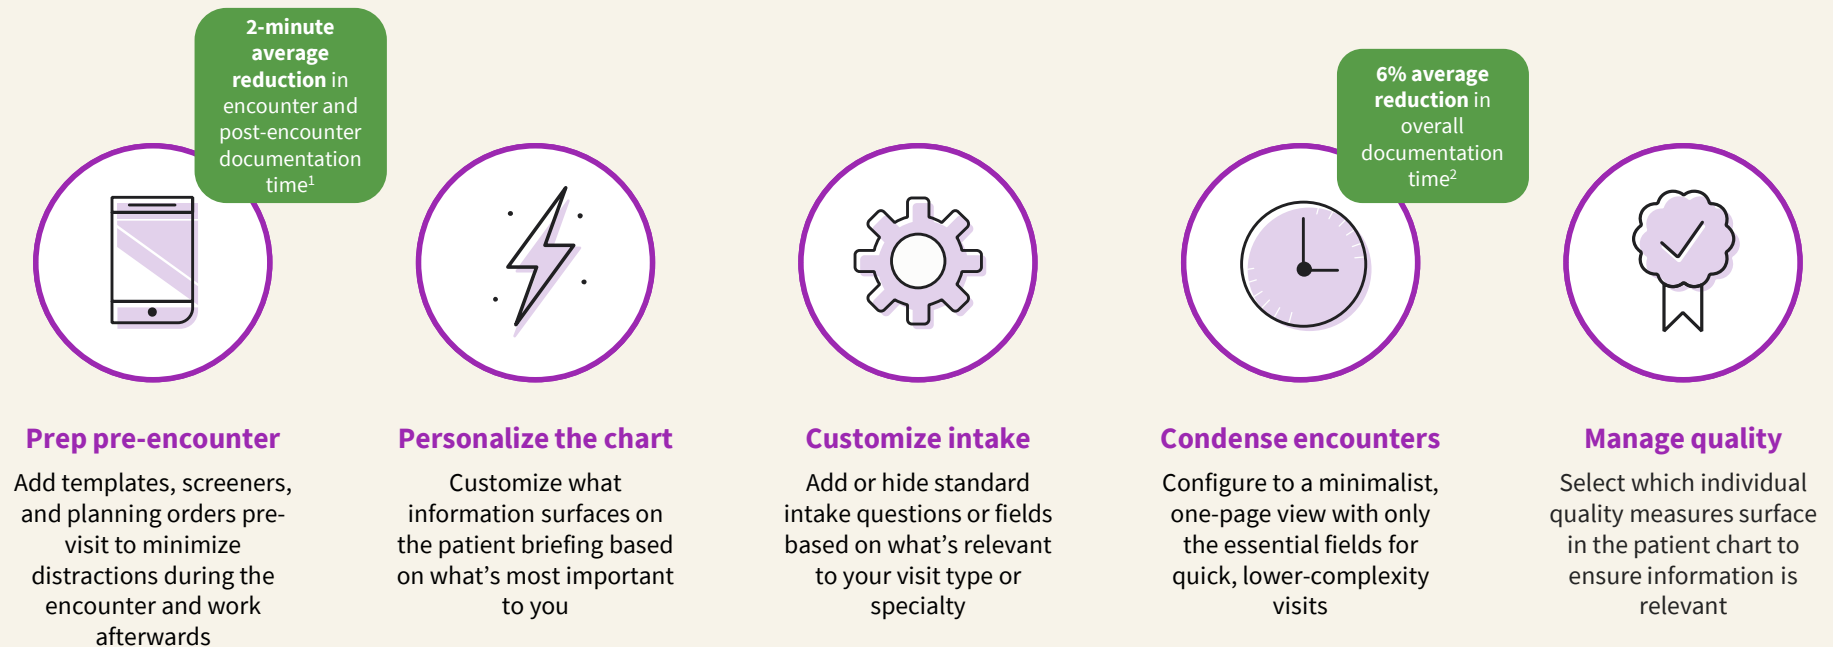 2-minute
average
reduction in
encounter and
post-encounter
documentation
time¹
6% average
reduction in
overall
documentation
time²
Prep pre-encounter
Add templates, screeners,
and planning orders pre-
visit to minimize
distractions during the
encounter and work
afterwards
Personalize the chart
Customize what
information surfaces on
the patient briefing based
on what’s most important
to you
Customize intake
Add or hide standard
intake questions or fields
based on what’s relevant
to your visit type or
specialty
Condense encounters
Configure to a minimalist,
one-page view with only
the essential fields for
quick, lower-complexity
visits
Manage quality
Select which individual
quality measures surface
in the patient chart to
ensure information is
relevant